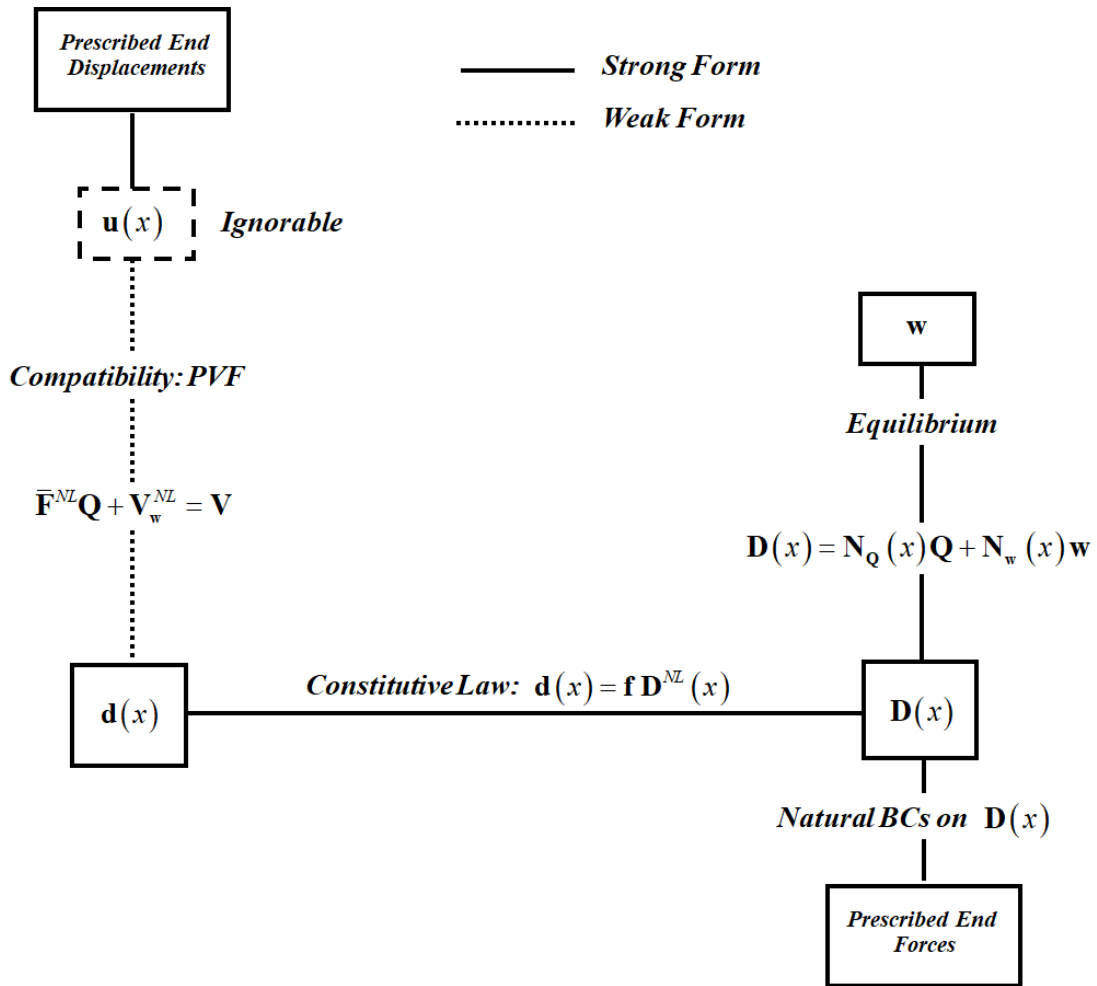 Prescribed End
Displacements
Strong Form
Weak Form
u(x)
Ignorable
w
Compatibility: PVF
Equilibrium
F̅^{NL}Q + V_w^{NL} = V
D(x) = N_Q(x)Q + N_w(x)w
Constitutive Law: d(x) = f D^{NL}(x)
d(x)
D(x)
Natural BCs on D(x)
Prescribed End
Forces